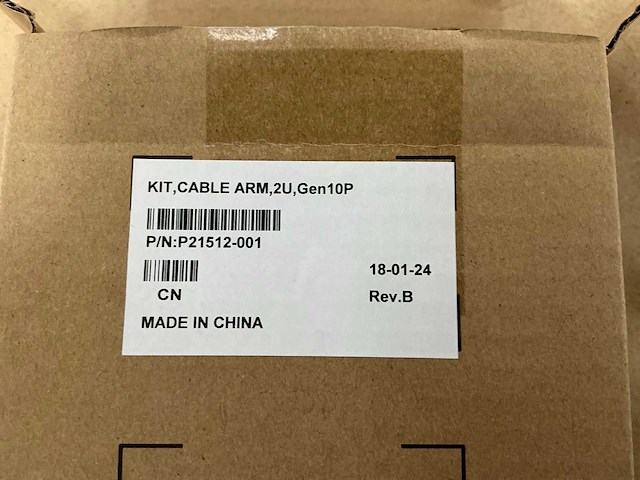 KIT,CABLE ARM,2U,Gen10P
P/N:P21512-001
18-01-24
CN
Rev.B
MADE IN CHINA